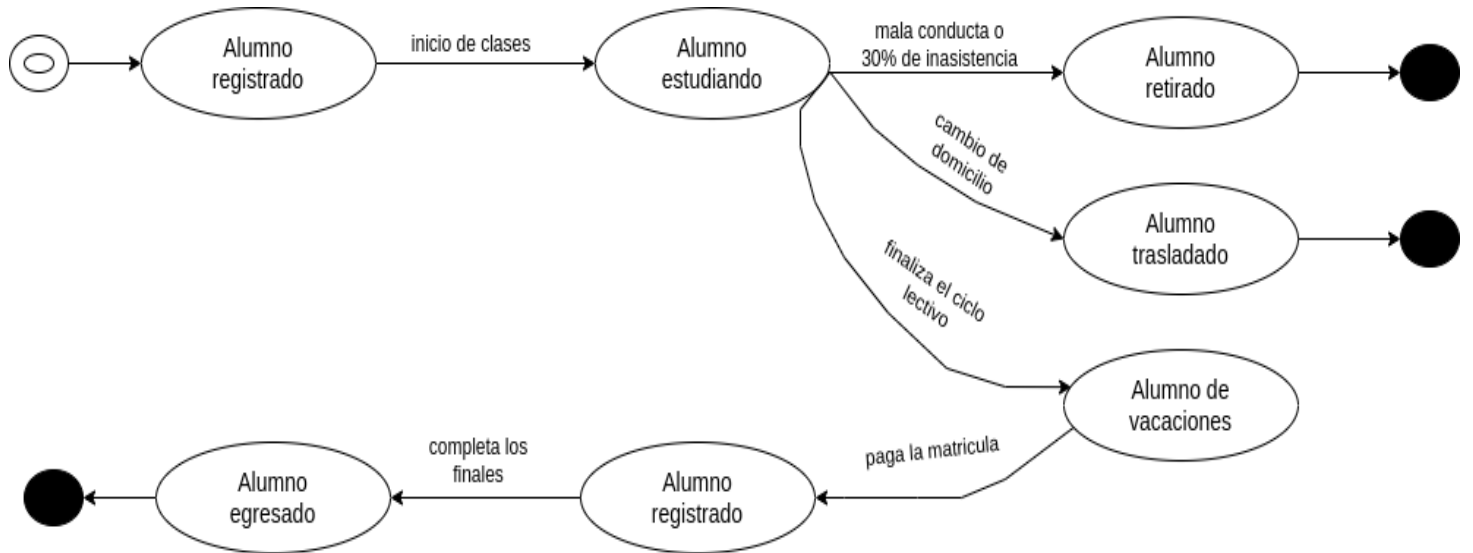 Alumno
registrado
inicio de clases
Alumno
estudiando
mala conducta o
30% de inasistencia
Alumno
retirado
cambio de
domicilio
Alumno
trasladado
finaliza el ciclo
lectivo
Alumno de
vacaciones
paga la matricula
Alumno
registrado
completa los
finales
Alumno
egresado